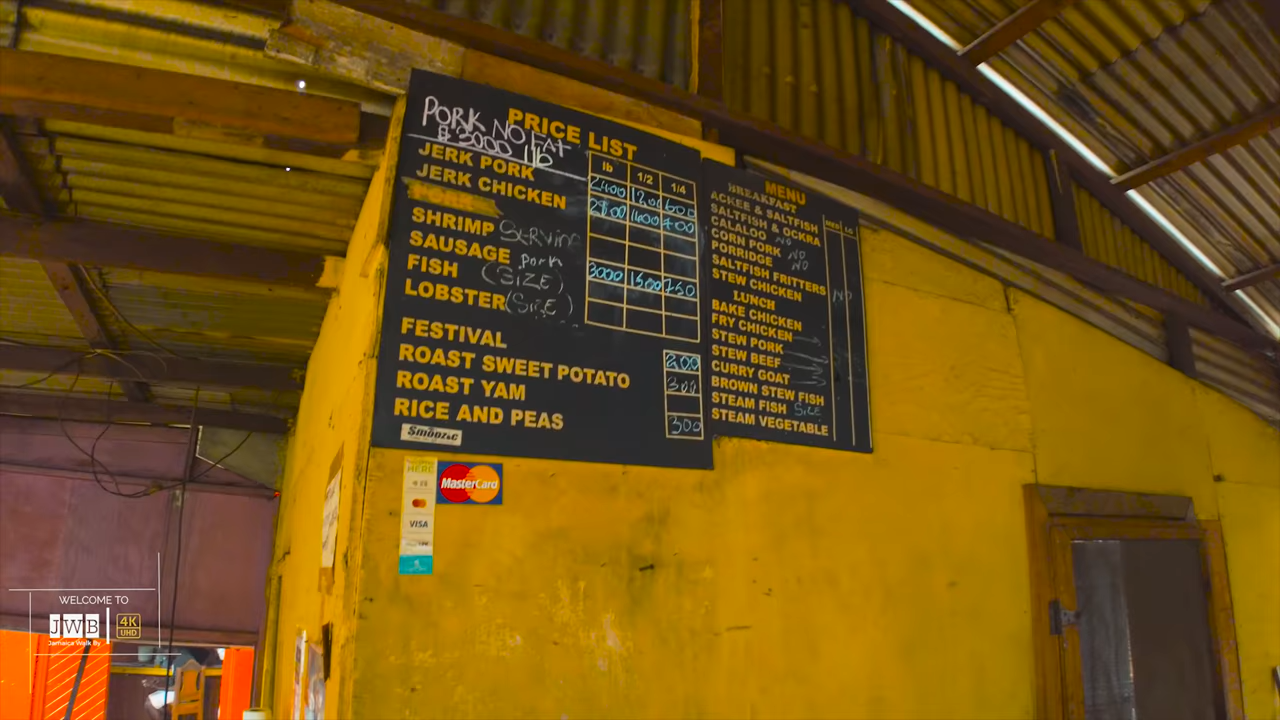 PORK NO FAT
$3000 lb
PRICE LIST
lb 1/2 1/4
JERK PORK 2400 1200 600
JERK CHICKEN
SHRIMP Serving
SAUSAGE Pork 3000 1500 750
FISH (SIZE)
LOBSTER (SIZE)
FESTIVAL 200
ROAST SWEET POTATO 300
ROAST YAM
RICE AND PEAS 300
MENU
BREAKFAST
ACKEE & SALTFISH
SALTFISH & OCKRA
CALALOO NO
CORN PORK NO
PORRIDGE NO
SALTFISH FRITTERS
STEW CHICKEN NO
LUNCH
BAKE CHICKEN
FRY CHICKEN
STEW PORK
STEW BEEF
CURRY GOAT
BROWN STEW FISH
STEAM FISH SIZE
STEAM VEGETABLE
HERE
MasterCard
VISA
WELCOME TO
JWB 4K
UHD
Jamaica Walk By